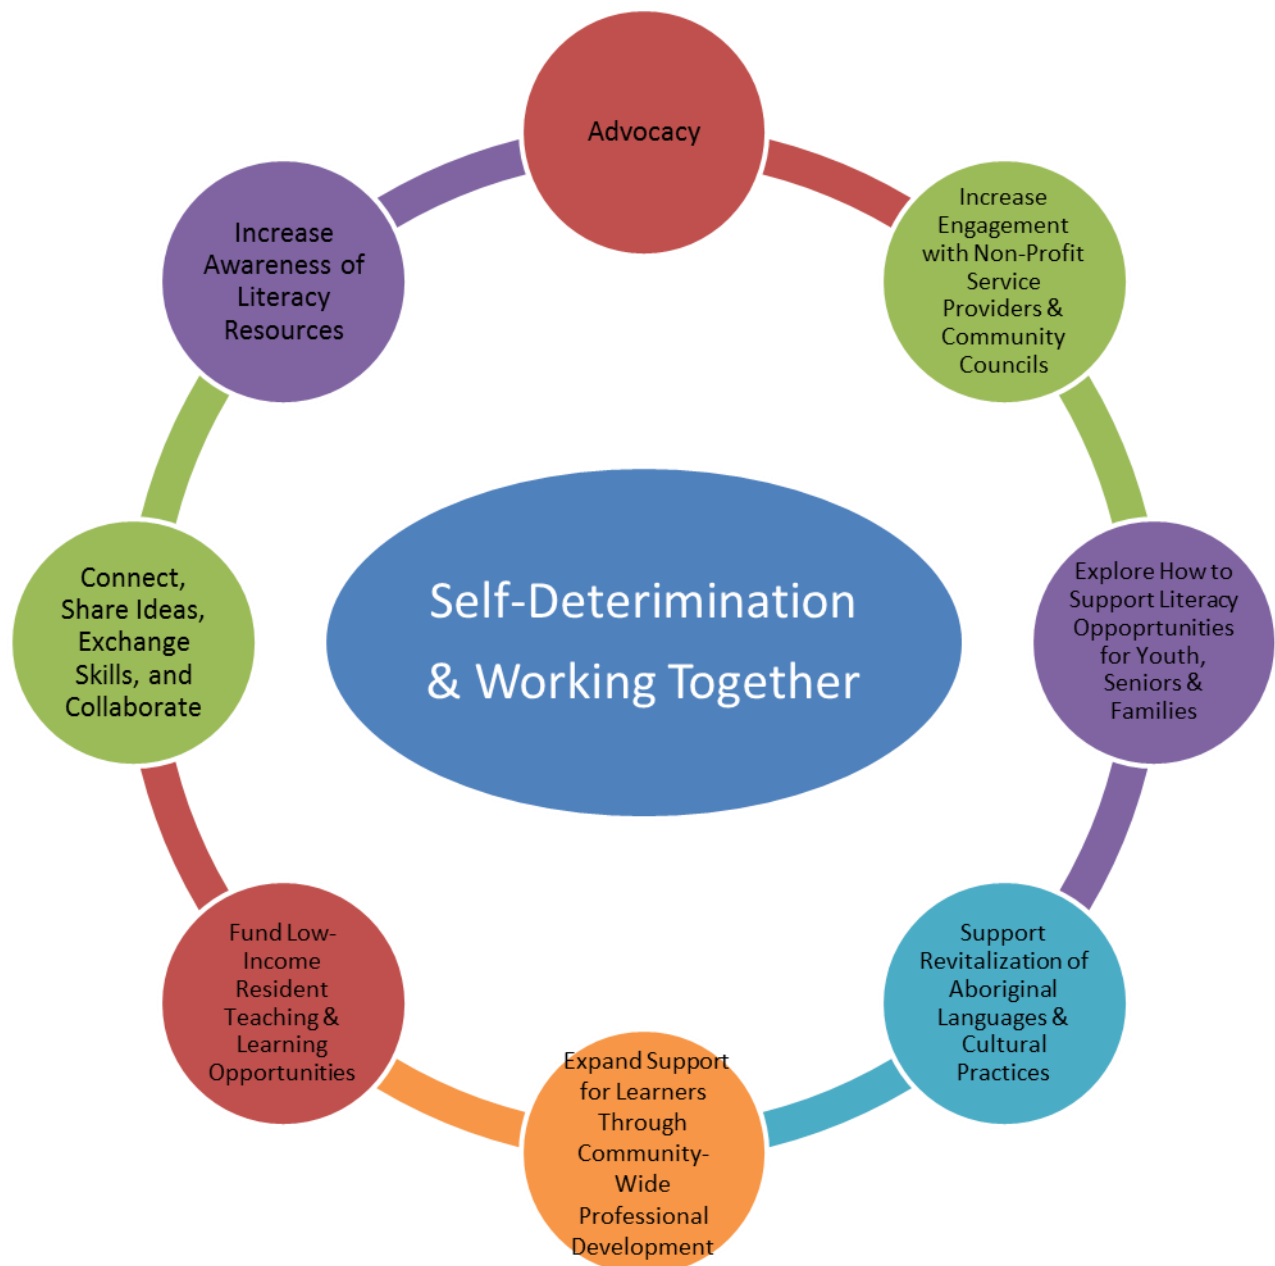 Advocacy
Increase
Engagement
with Non-Profit
Service
Providers &
Community
Councils
Explore How to
Support Literacy
Oppoprtunities
for Youth,
Seniors &
Families
Support
Revitalization of
Aboriginal
Languages &
Cultural
Practices
Expand Support
for Learners
Through
Community-
Wide
Professional
Development
Fund Low-
Income
Resident
Teaching &
Learning
Opportunities
Connect,
Share Ideas,
Exchange
Skills, and
Collaborate
Increase
Awareness of
Literacy
Resources
Self-Deterimination
& Working Together